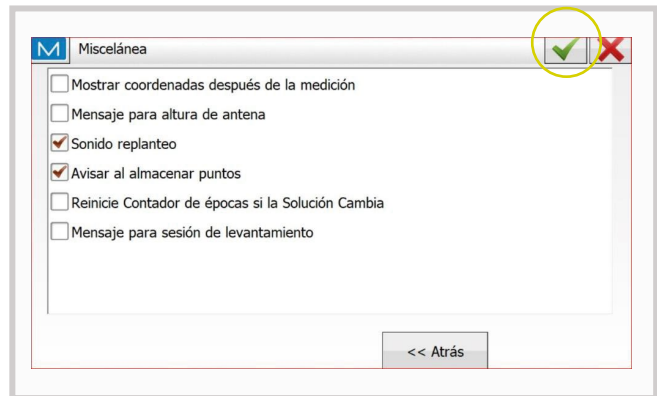 M Miscelánea
Mostrar coordenadas después de la medición
Mensaje para altura de antena
Sonido replanteo
Avisar al almacenar puntos
Reinicie Contador de épocas si la Solución Cambia
Mensaje para sesión de levantamiento
<< Atrás